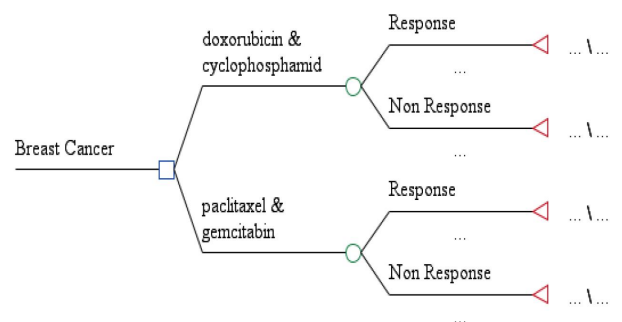 Response
... \ ...
...
doxorubicin &
cyclophosphamid
Non Response
... \ ...
...
Breast Cancer
Response
... \ ...
...
paclitaxel &
gemcitabin
Non Response
... \ ...
...